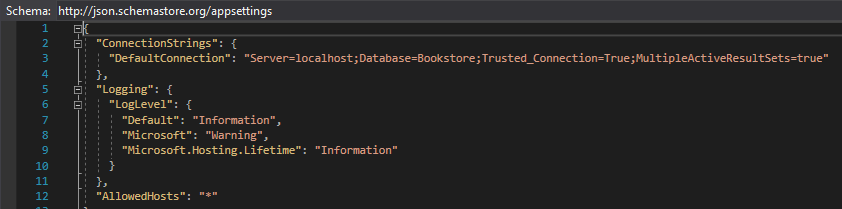 Schema: http://json.schemastore.org/appsettings
1 {
2 "ConnectionStrings": {
3 "DefaultConnection": "Server=localhost;Database=Bookstore;Trusted_Connection=True;MultipleActiveResultSets=true"
4 },
5 "Logging": {
6 "LogLevel": {
7 "Default": "Information",
8 "Microsoft": "Warning",
9 "Microsoft.Hosting.Lifetime": "Information"
10 }
11 },
12 "AllowedHosts": "*"